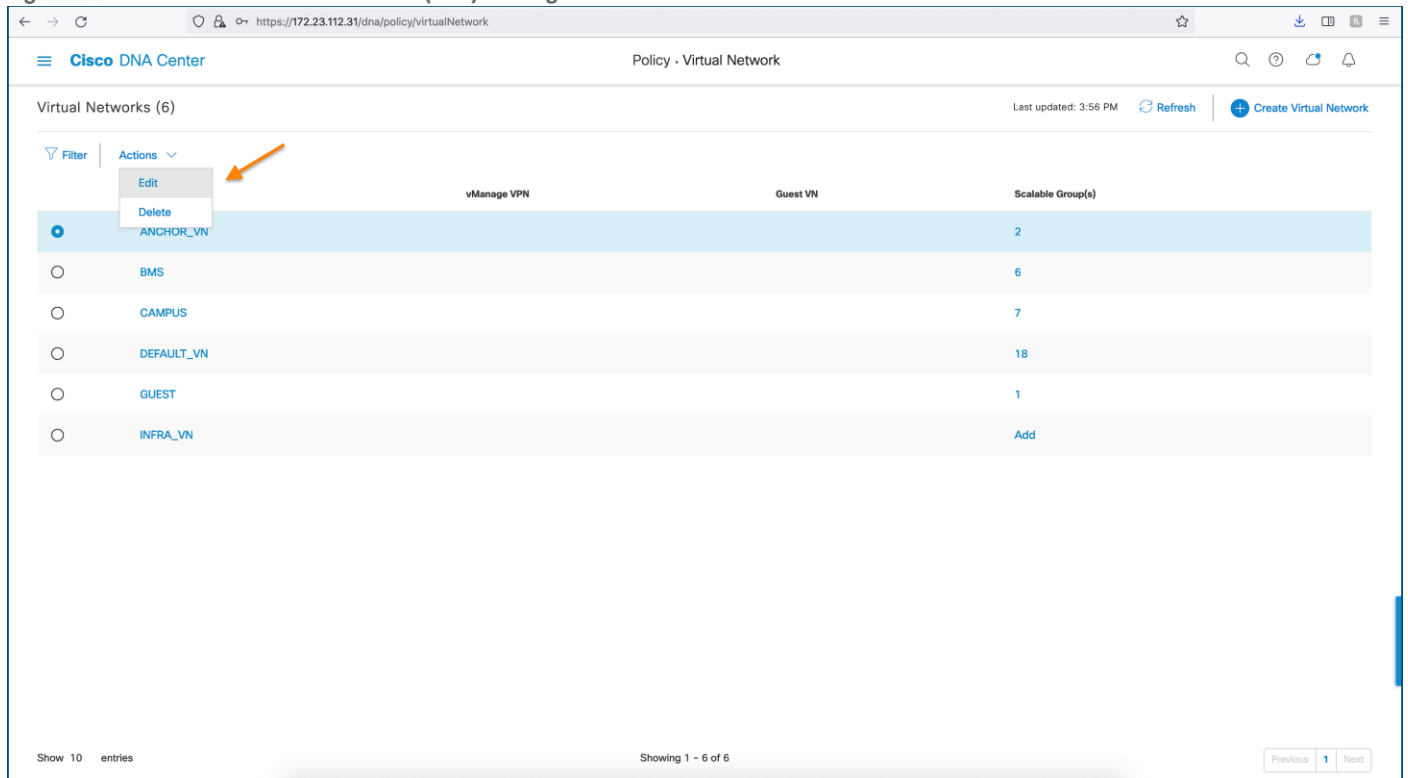 https://172.23.112.31/dna/policy/virtualNetwork
Cisco DNA Center
Policy • Virtual Network
Virtual Networks (6)
Last updated: 3:56 PM Refresh Create Virtual Network
Filter Actions
Edit
vManage VPN Guest VN Scalable Group(s)
Delete
ANCHOR_VN 2
BMS 6
CAMPUS 7
DEFAULT_VN 18
GUEST 1
INFRA_VN Add
Show 10 entries Showing 1 - 6 of 6 Previous 1 Next